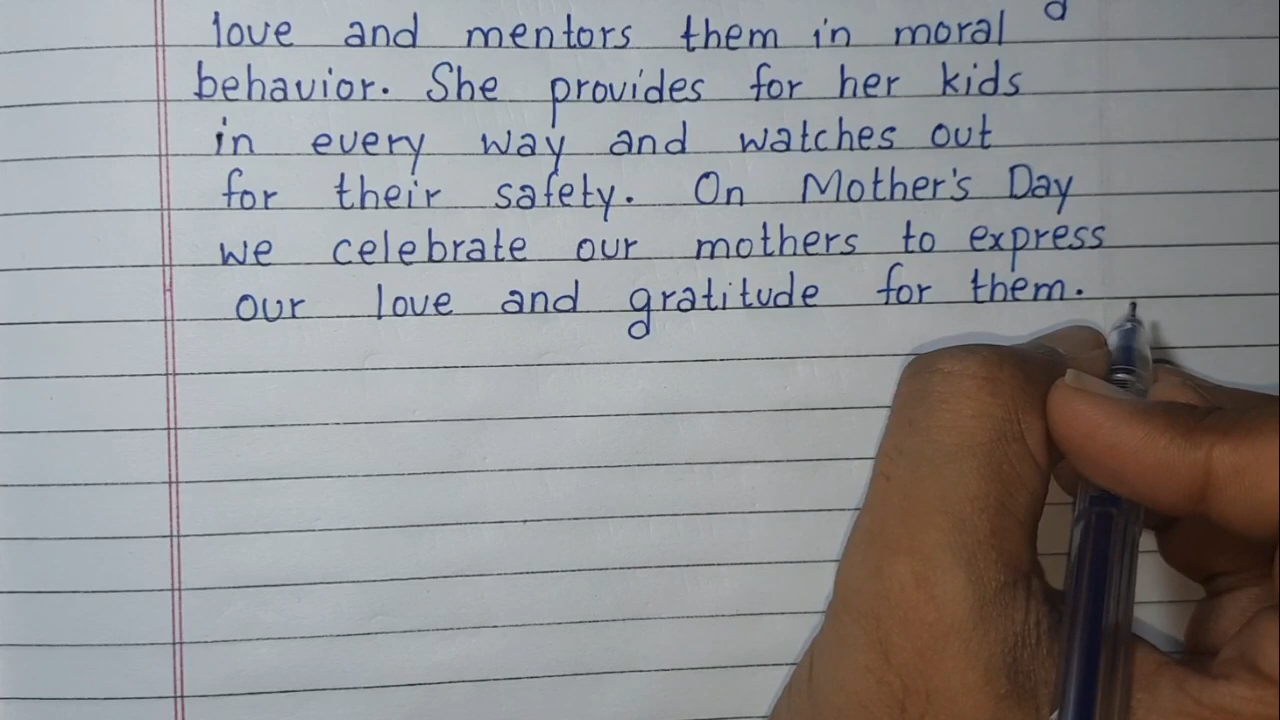 love and mentors them in moral
behavior. She provides for her kids
in every way and watches out
for their safety. On Mother's Day
we celebrate our mothers to express
our love and gratitude for them.